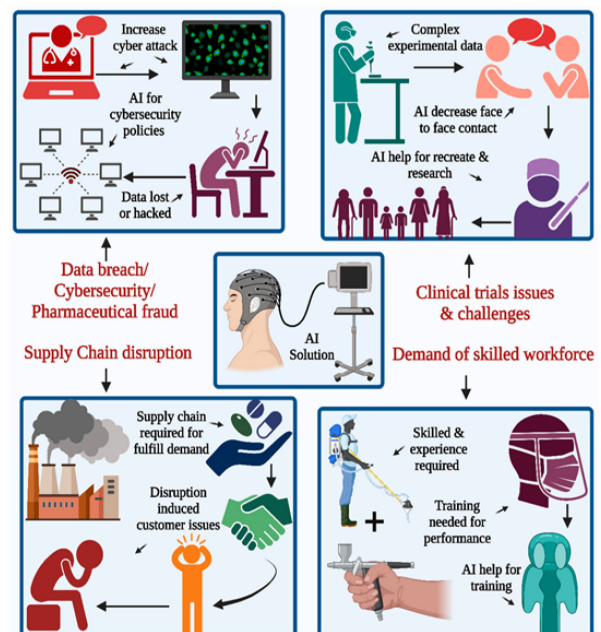 Increase
cyber attack
AI for
cybersecurity
policies
Data lost
or hacked
Complex
experimental data
AI decrease face
to face contact
AI help for recreate &
research
Data breach/
Cybersecurity/
Pharmaceutical fraud
Supply Chain disruption
AI
Solution
Clinical trials issues
& challenges
Demand of skilled workforce
Supply chain
required for
fulfill demand
Disruption
induced
customer issues
Skilled &
experience
required
Training
needed for
performance
AI help for
training